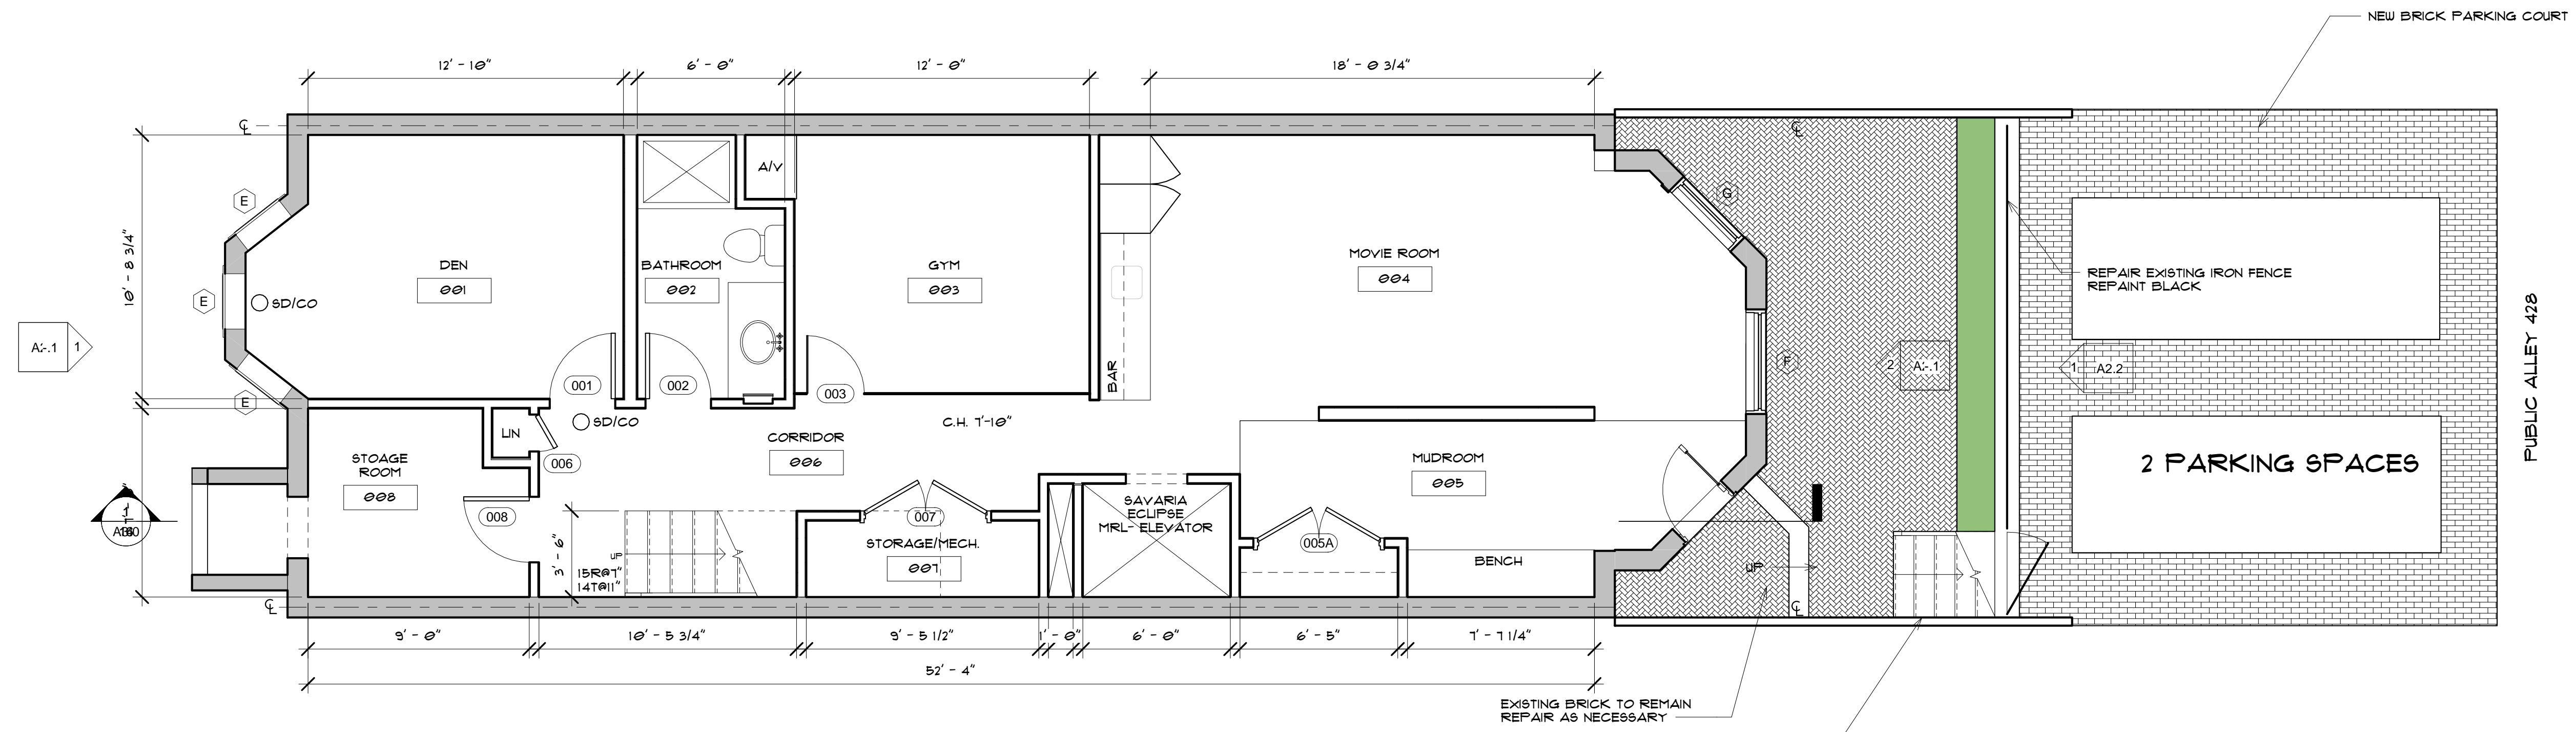 NEW BRICK PARKING COURT
12' - 10"
6' - 0"
12' - 0"
18' - 0 3/4"
10' - 8 3/4"
E
E
E
SD/CO
DEN
001
BATHROOM
002
A/V
GYM
003
MOVIE ROOM
004
BAR
G
F
REPAIR EXISTING IRON FENCE
REPAINT BLACK
1
1
A2.2
2
PUBLIC ALLEY 428
2 PARKING SPACES
001
002
003
SD/CO
C.H. 7'-10"
LIN
006
CORRIDOR
006
STOAGE
ROOM
008
008
MUDROOM
005
SAVARIA
ECLIPSE
MRL- ELEVATOR
007
STORAGE/MECH.
007
005A
BENCH
3' - 6"
UP
15R@7"
14T@11"
UP
9' - 0"
10' - 5 3/4"
9' - 5 1/2"
1' - 0"
6' - 0"
6' - 5"
7' - 7 1/4"
52' - 4"
EXISTING BRICK TO REMAIN
REPAIR AS NECESSARY